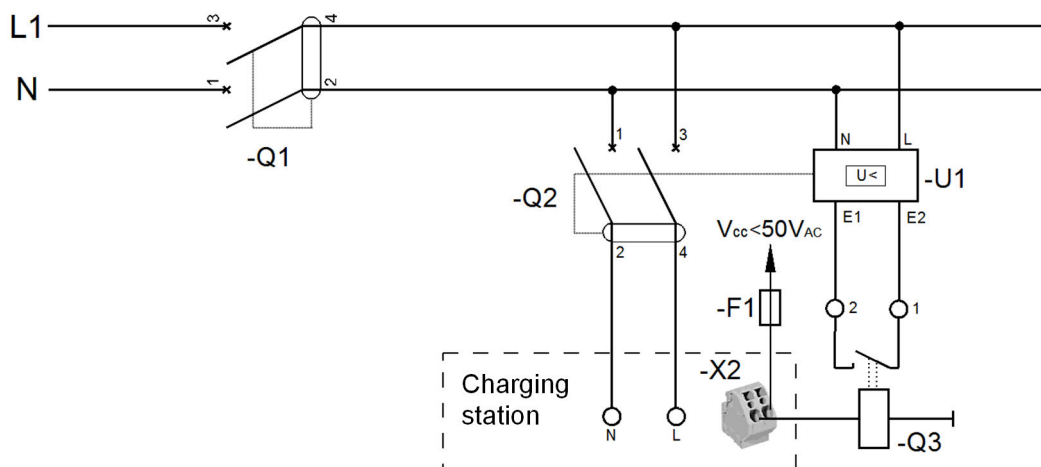 L1
3
4
N
1
2
-Q1
1
3
N
L
-Q2
U<
-U1
E1
E2
2
4
Vcc<50VAC
-F1
2
1
Charging
station
-X2
N
L
-Q3